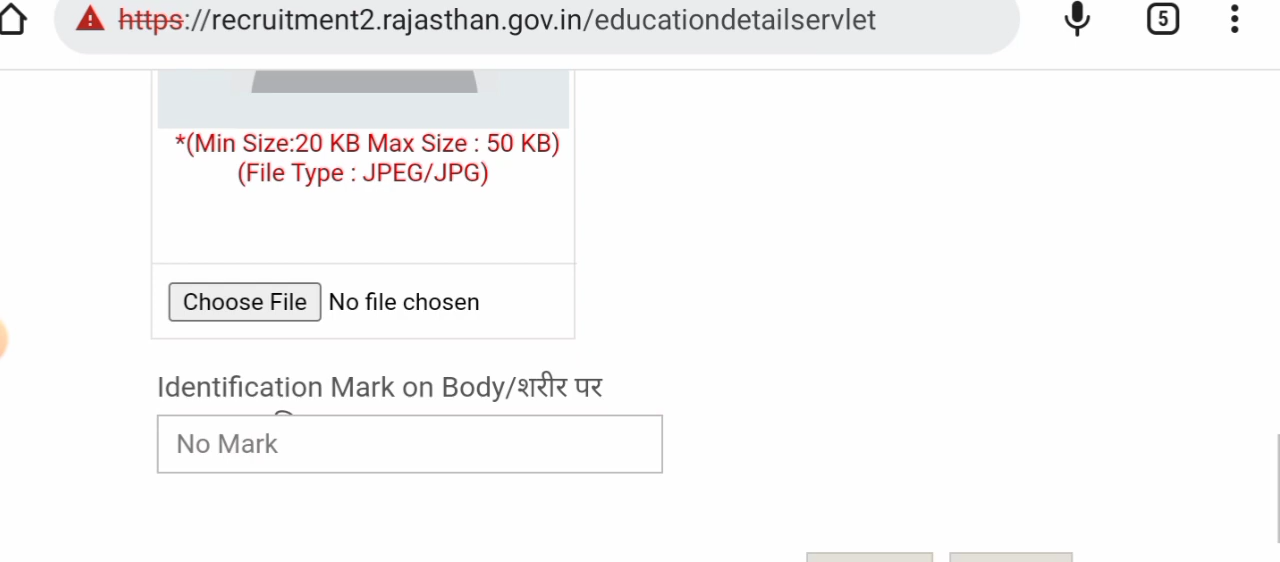 https://recruitment2.rajasthan.gov.in/educationdetailservlet
5
*(Min Size:20 KB Max Size : 50 KB)
(File Type : JPEG/JPG)
Choose File No file chosen
Identification Mark on Body/शरीर पर
No Mark